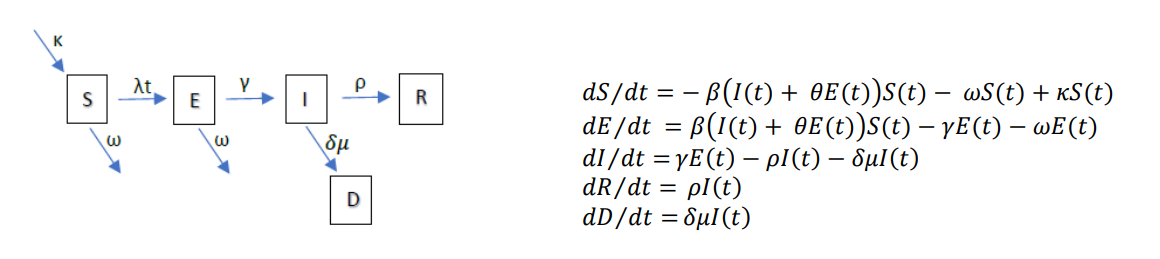 κ
S λt E γ I ρ R
ω ω δμ
D
dS/dt = − β(I(t) + θE(t))S(t) − ωS(t) + κS(t)
dE/dt = β(I(t) + θE(t))S(t) − γE(t) − ωE(t)
dI/dt = γE(t) − ρI(t) − δμI(t)
dR/dt = ρI(t)
dD/dt = δμI(t)